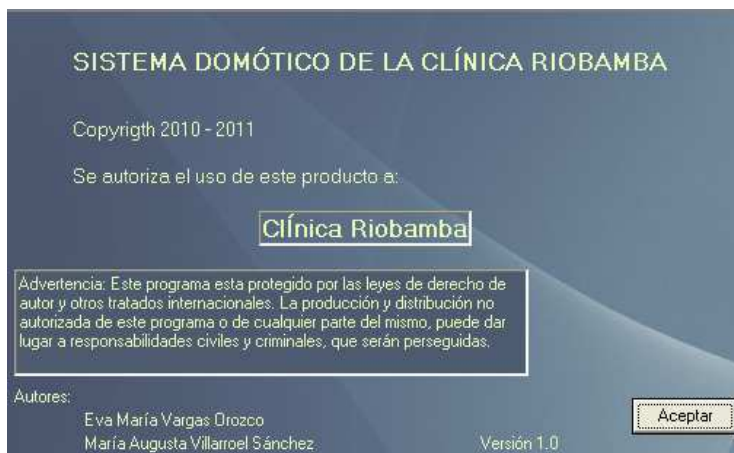 SISTEMA DOMÓTICO DE LA CLÍNICA RIOBAMBA
Copyrigth 2010 - 2011
Se autoriza el uso de este producto a:
ClÍnica Riobamba
Advertencia: Este programa esta protegido por las leyes de derecho de
autor y otros tratados internacionales. La producción y distribución no
autorizada de este programa o de cualquier parte del mismo, puede dar
lugar a responsabilidades civiles y criminales, que serán perseguidas.
Autores:
Eva María Vargas Orozco
María Augusta Villarroel Sánchez
Versión 1.0
Aceptar